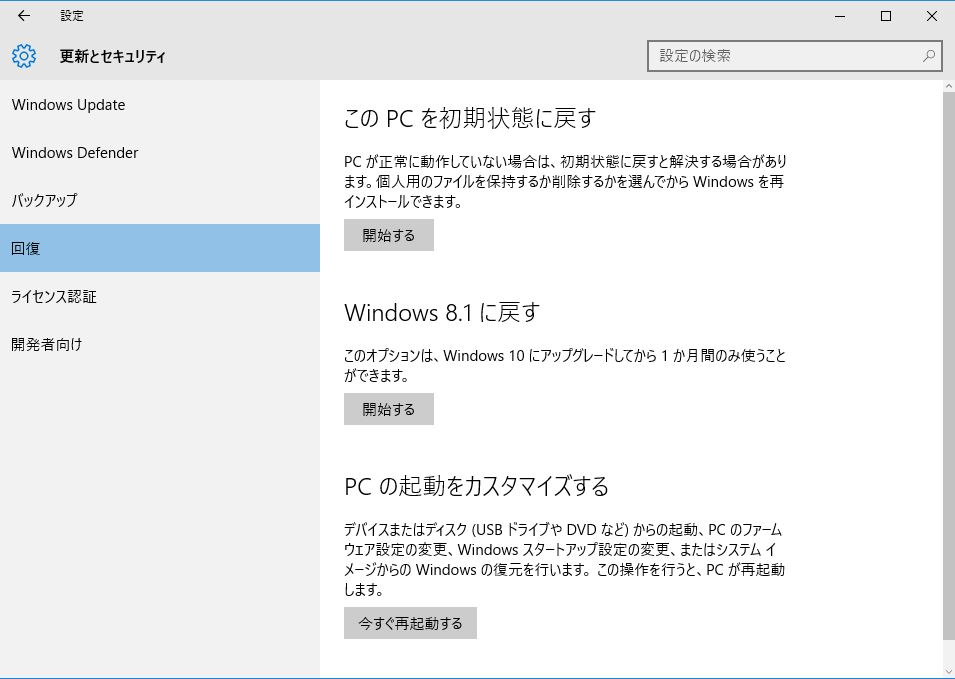 設定
更新とセキュリティ
設定の検索
Windows Update
Windows Defender
バックアップ
回復
ライセンス認証
開発者向け
この PC を初期状態に戻す
PC が正常に動作していない場合は、初期状態に戻すと解決する場合があり
ます。個人用のファイルを保持するか削除するかを選んでから Windows を再
インストールできます。
開始する
Windows 8.1 に戻す
このオプションは、Windows 10 にアップグレードしてから 1 か月間のみ使うこと
ができます。
開始する
PC の起動をカスタマイズする
デバイスまたはディスク (USB ドライブや DVD など) からの起動、PC のファーム
ウェア設定の変更、Windows スタートアップ設定の変更、またはシステム イ
メージからの Windows の復元を行います。 この操作を行うと、PC が再起動
します。
今すぐ再起動する